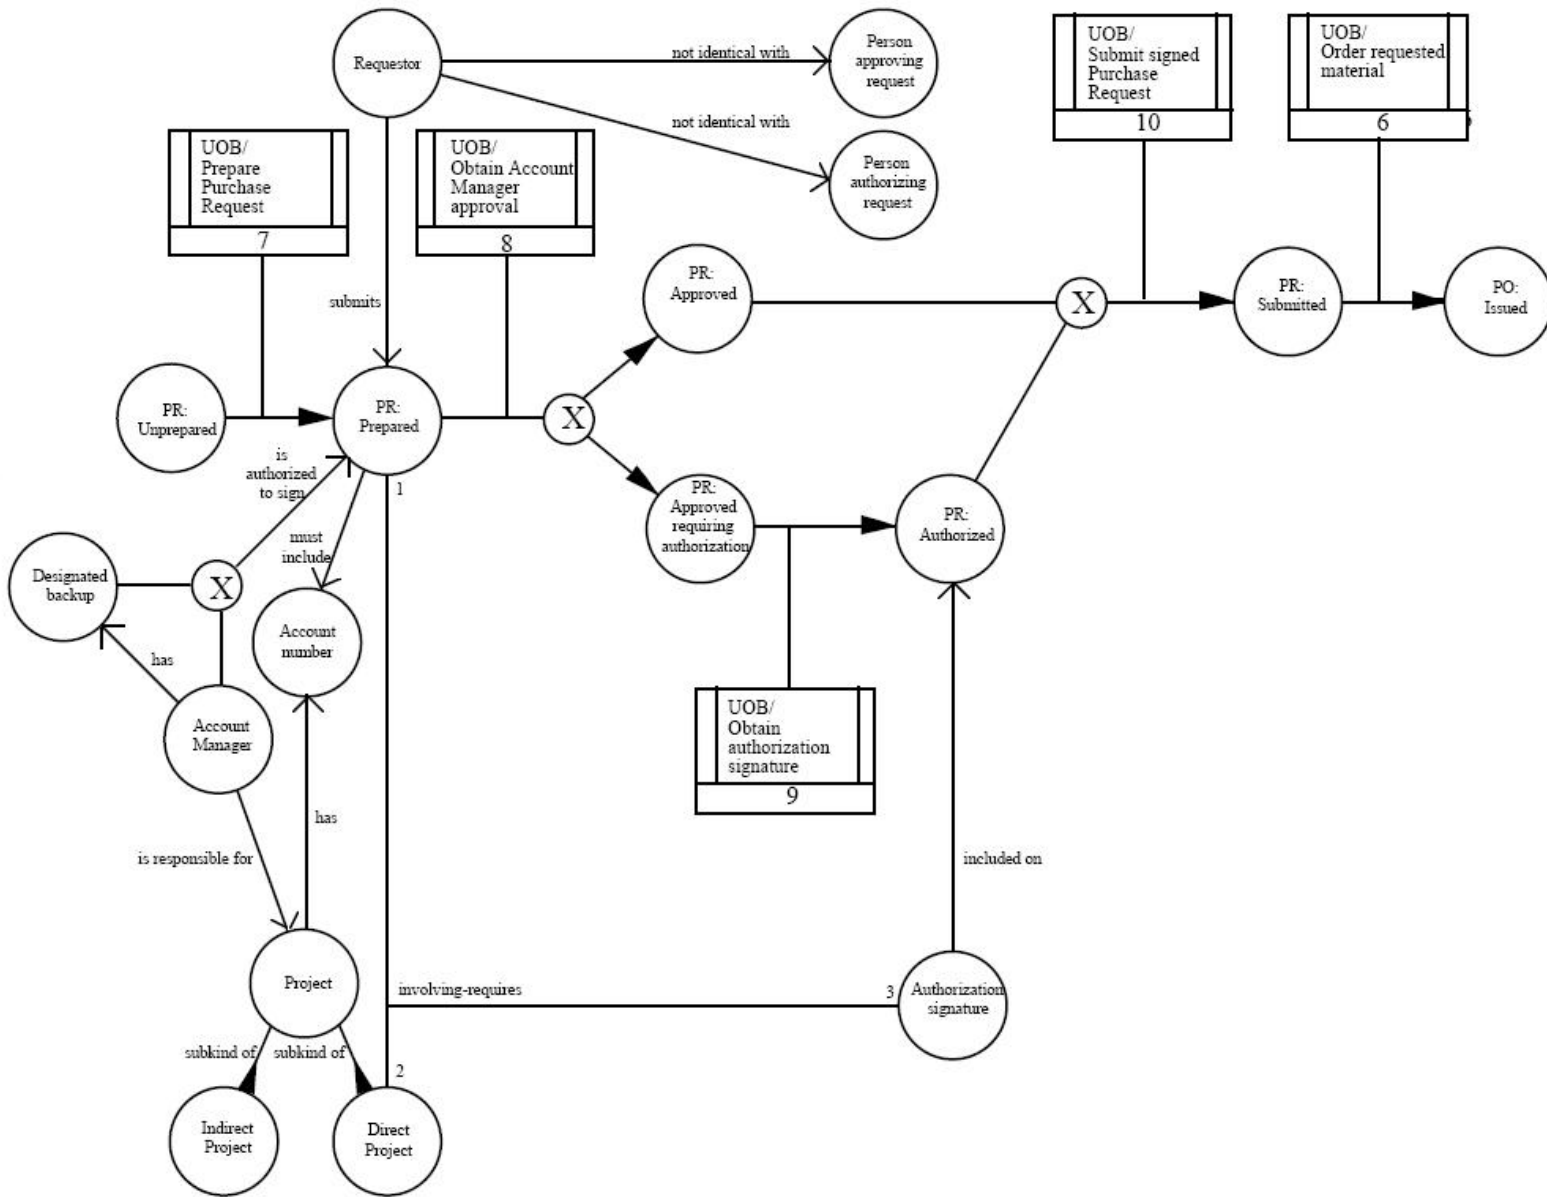 Requestor
not identical with
Person
approving
request
not identical with
Person
authorizing
request
UOB/
Submit signed
Purchase
Request
10
UOB/
Order requested
material
6
UOB/
Prepare
Purchase
Request
7
UOB/
Obtain Account
Manager
approval
8
submits
PR:
Approved
X
PR:
Submitted
PO:
Issued
PR:
Unprepared
PR:
Prepared
X
is
authorized
to sign
1
PR:
Approved
requiring
authorization
PR:
Authorized
must
include
Designated
backup
X
Account
number
has
Account
Manager
UOB/
Obtain
authorization
signature
9
has
is responsible for
included on
Project
involving-requires
3
Authorization
signature
subkind of
subkind of
2
Indirect
Project
Direct
Project